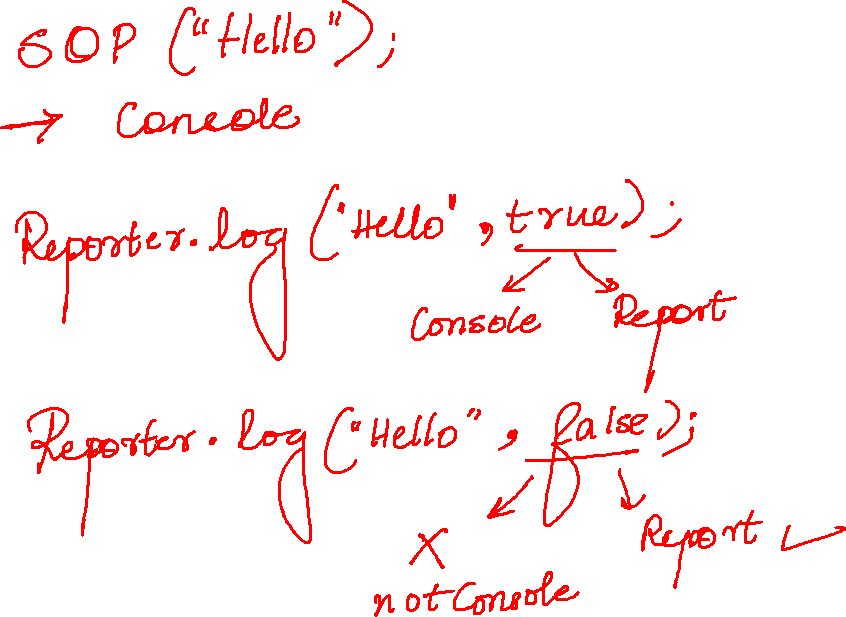 SOP ("Hello");
→ Console
Reporter.log ("Hello", true);
Console Report
Reporter.log ("Hello", false);
X Report ✓
not Console